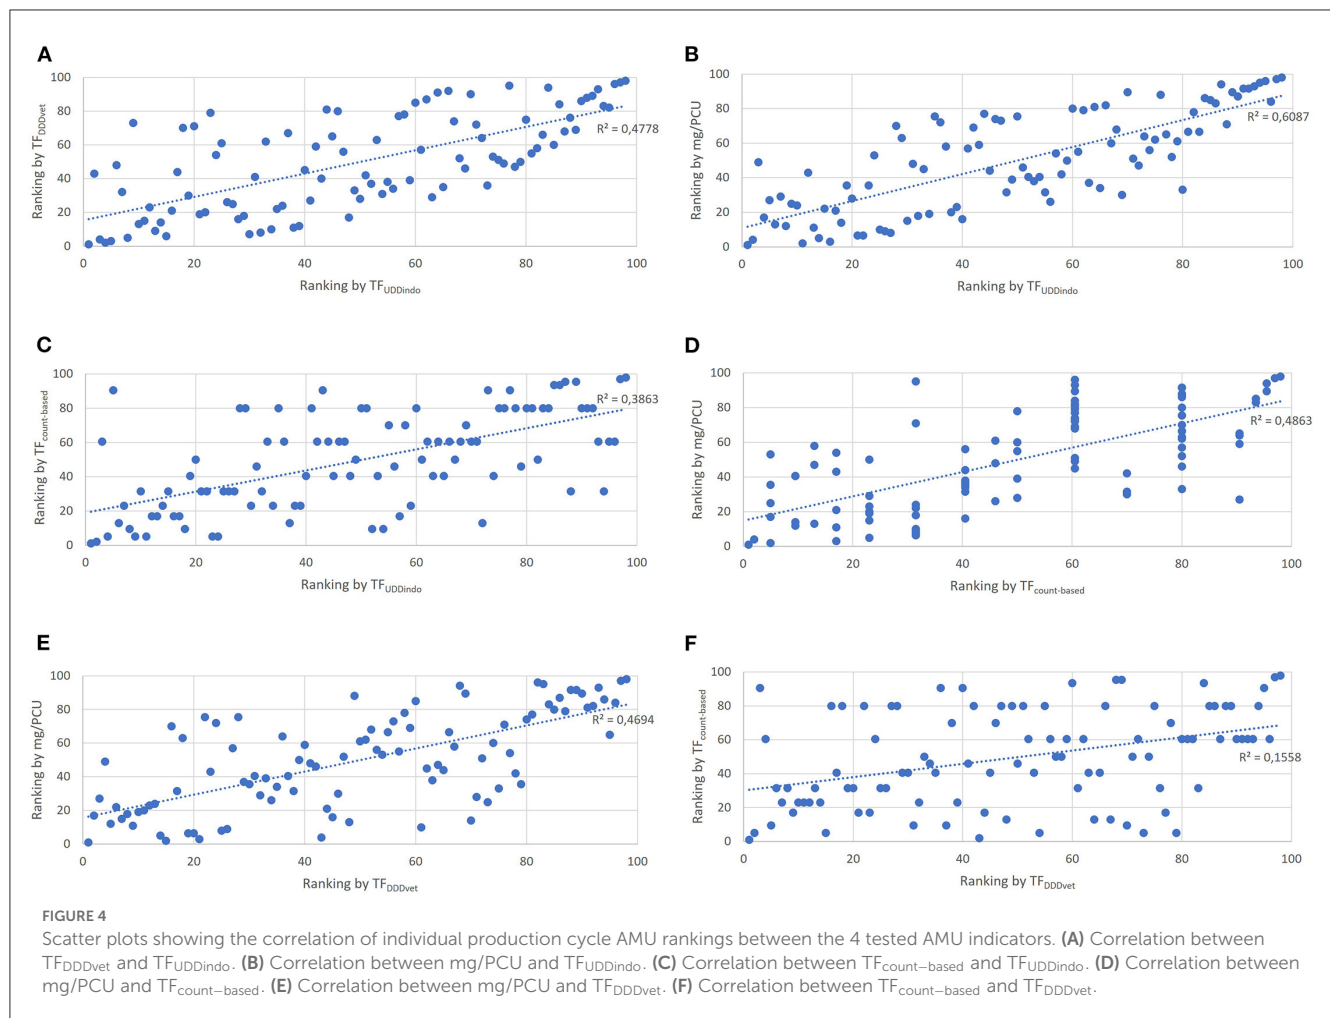 A
Ranking by TFDDDvet
100
80
60
40
20
0
R² = 0,4778
0 20 40 60 80 100
Ranking by TFUDDindo
B
Ranking by mg/PCU
100
80
60
40
20
0
R² = 0,6087
0 20 40 60 80 100
Ranking by TFUDDindo
C
Ranking by TFcount-based
100
80
60
40
20
0
R² = 0,3863
0 20 40 60 80 100
Ranking by TFUDDindo
D
Ranking by mg/PCU
100
80
60
40
20
0
R² = 0,4863
0 20 40 60 80 100
Ranking by TFcount-based
E
Ranking by mg/PCU
100
80
60
40
20
0
R² = 0,4694
0 20 40 60 80 100
Ranking by TFDDDvet
F
Ranking by TFcount-based
100
80
60
40
20
0
R² = 0,1558
0 20 40 60 80 100
Ranking by TFDDDvet
FIGURE 4
Scatter plots showing the correlation of individual production cycle AMU rankings between the 4 tested AMU indicators. (A) Correlation between
TFDDDvet and TFUDDindo. (B) Correlation between mg/PCU and TFUDDindo. (C) Correlation between TFcount−based and TFUDDindo. (D) Correlation between
mg/PCU and TFcount−based. (E) Correlation between mg/PCU and TFDDDvet. (F) Correlation between TFcount−based and TFDDDvet.